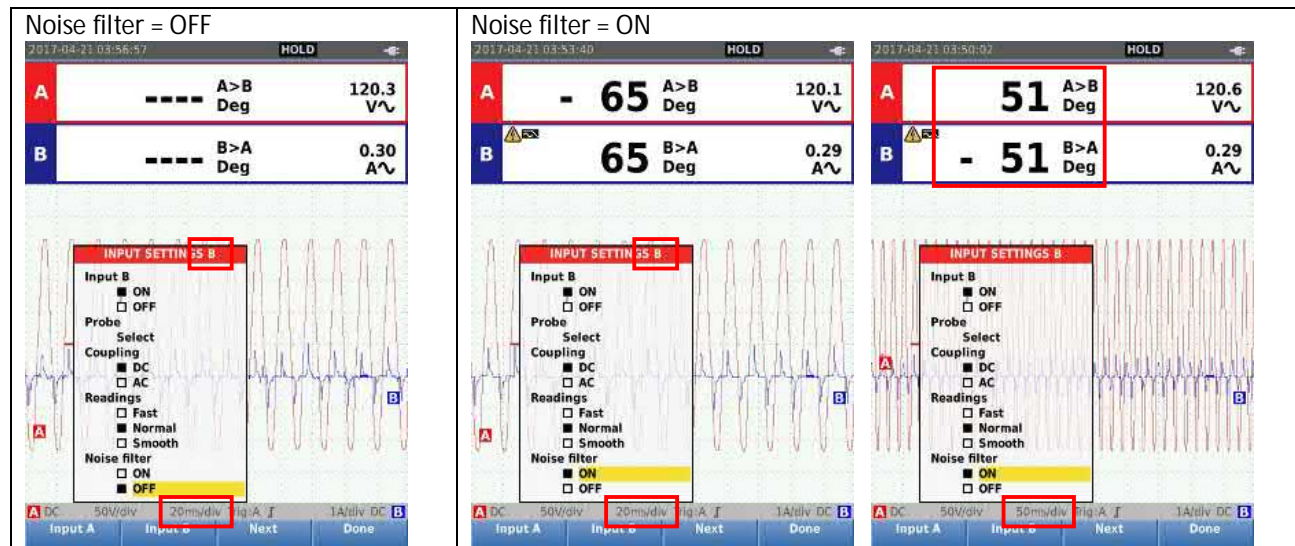 Noise filter = OFF
2017-04-21 03:56:57 HOLD
A ---- A>B Deg 120.3 V
B ---- B>A Deg 0.30 A
INPUT SETTINGS B
Input B
ON
OFF
Probe
Select
Coupling
DC
AC
Readings
Fast
Normal
Smooth
Noise filter
ON
OFF
A
B
A DC 50V/div 20ms/div Trig:A 1A/div DC B
Input A Input B Next Done
Noise filter = ON
2017-04-21 03:53:40 HOLD
A - 65 A>B Deg 120.1 V
B 65 B>A Deg 0.29 A
INPUT SETTINGS B
Input B
ON
OFF
Probe
Select
Coupling
DC
AC
Readings
Fast
Normal
Smooth
Noise filter
ON
OFF
A
B
A DC 50V/div 20ms/div Trig:A 1A/div DC B
Input A Input B Next Done
2017-04-21 03:50:02 HOLD
A 51 A>B Deg 120.6 V
B - 51 B>A Deg 0.29 A
INPUT SETTINGS B
Input B
ON
OFF
Probe
Select
Coupling
DC
AC
Readings
Fast
Normal
Smooth
Noise filter
ON
OFF
A
B
A DC 50V/div 50ms/div Trig:A 1A/div DC B
Input A Input B Next Done